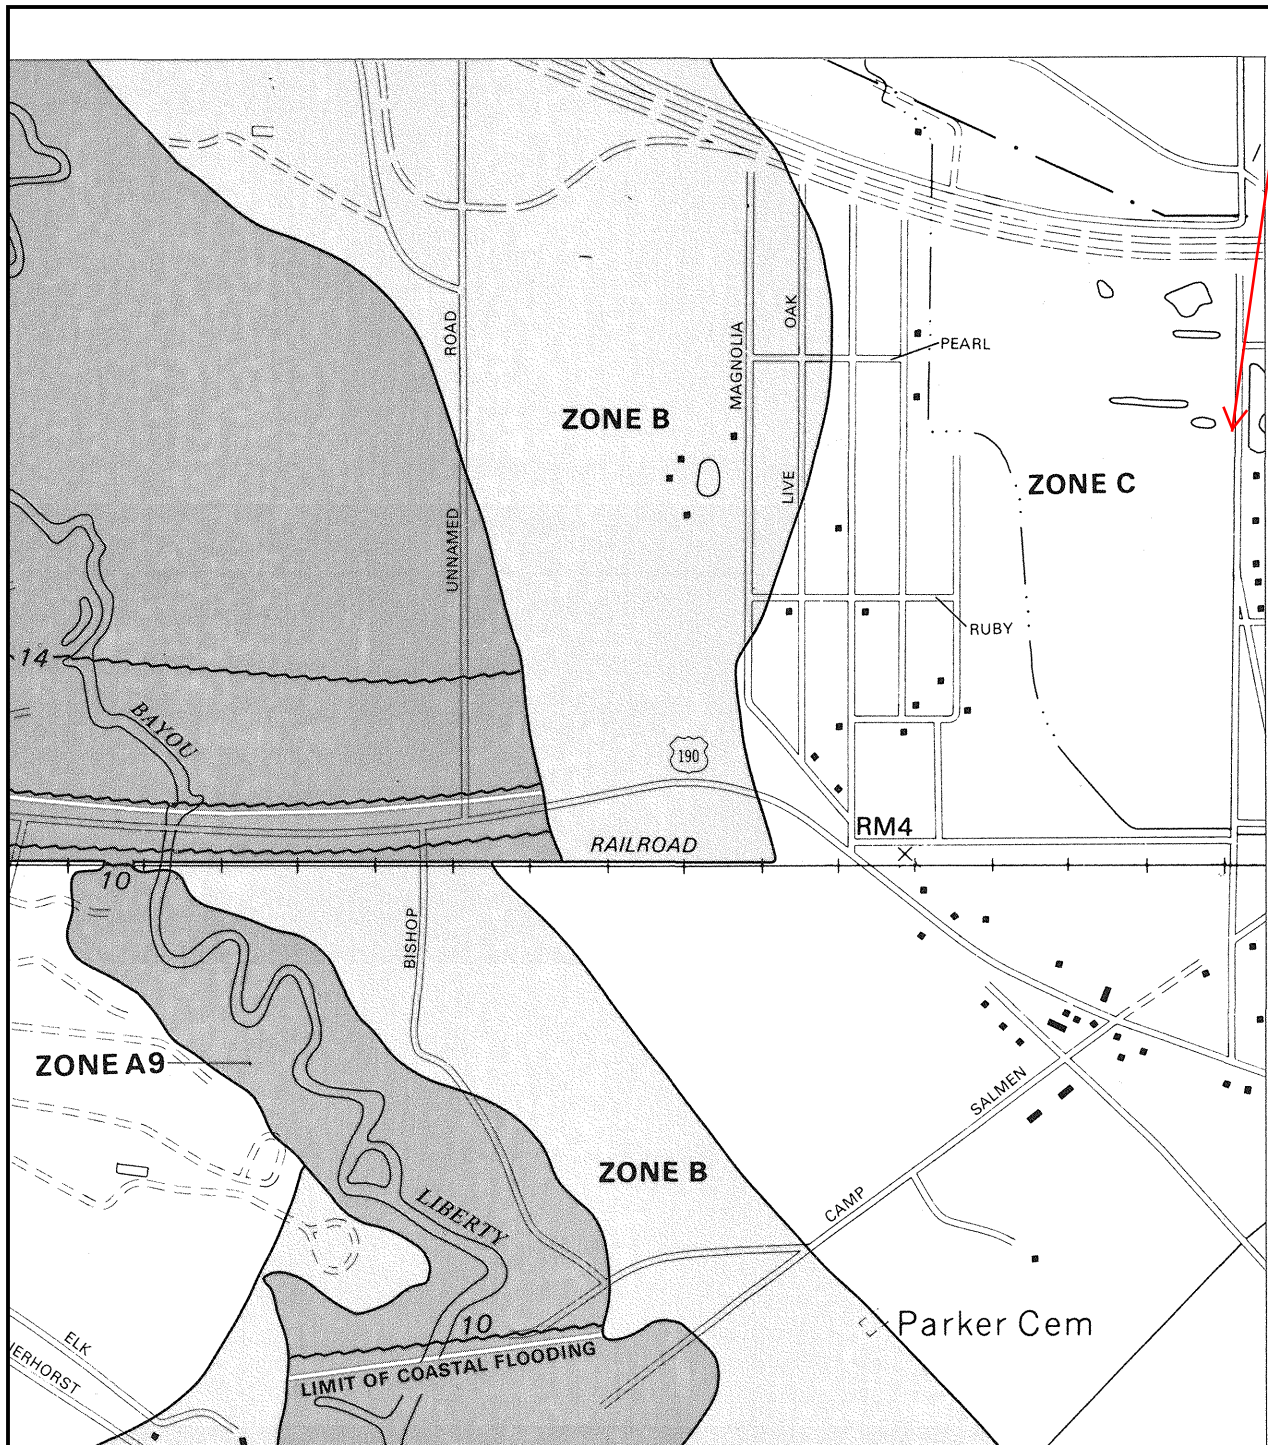 ROAD
OAK
MAGNOLIA
PEARL
ZONE B
LIVE
ZONE C
UNNAMED
RUBY
14
BAYOU
190
RAILROAD
RM4
10
BISHOP
ZONE A9
SALMEN
ZONE B
CAMP
LIBERTY
10
Parker Cem
LIMIT OF COASTAL FLOODING
ELK